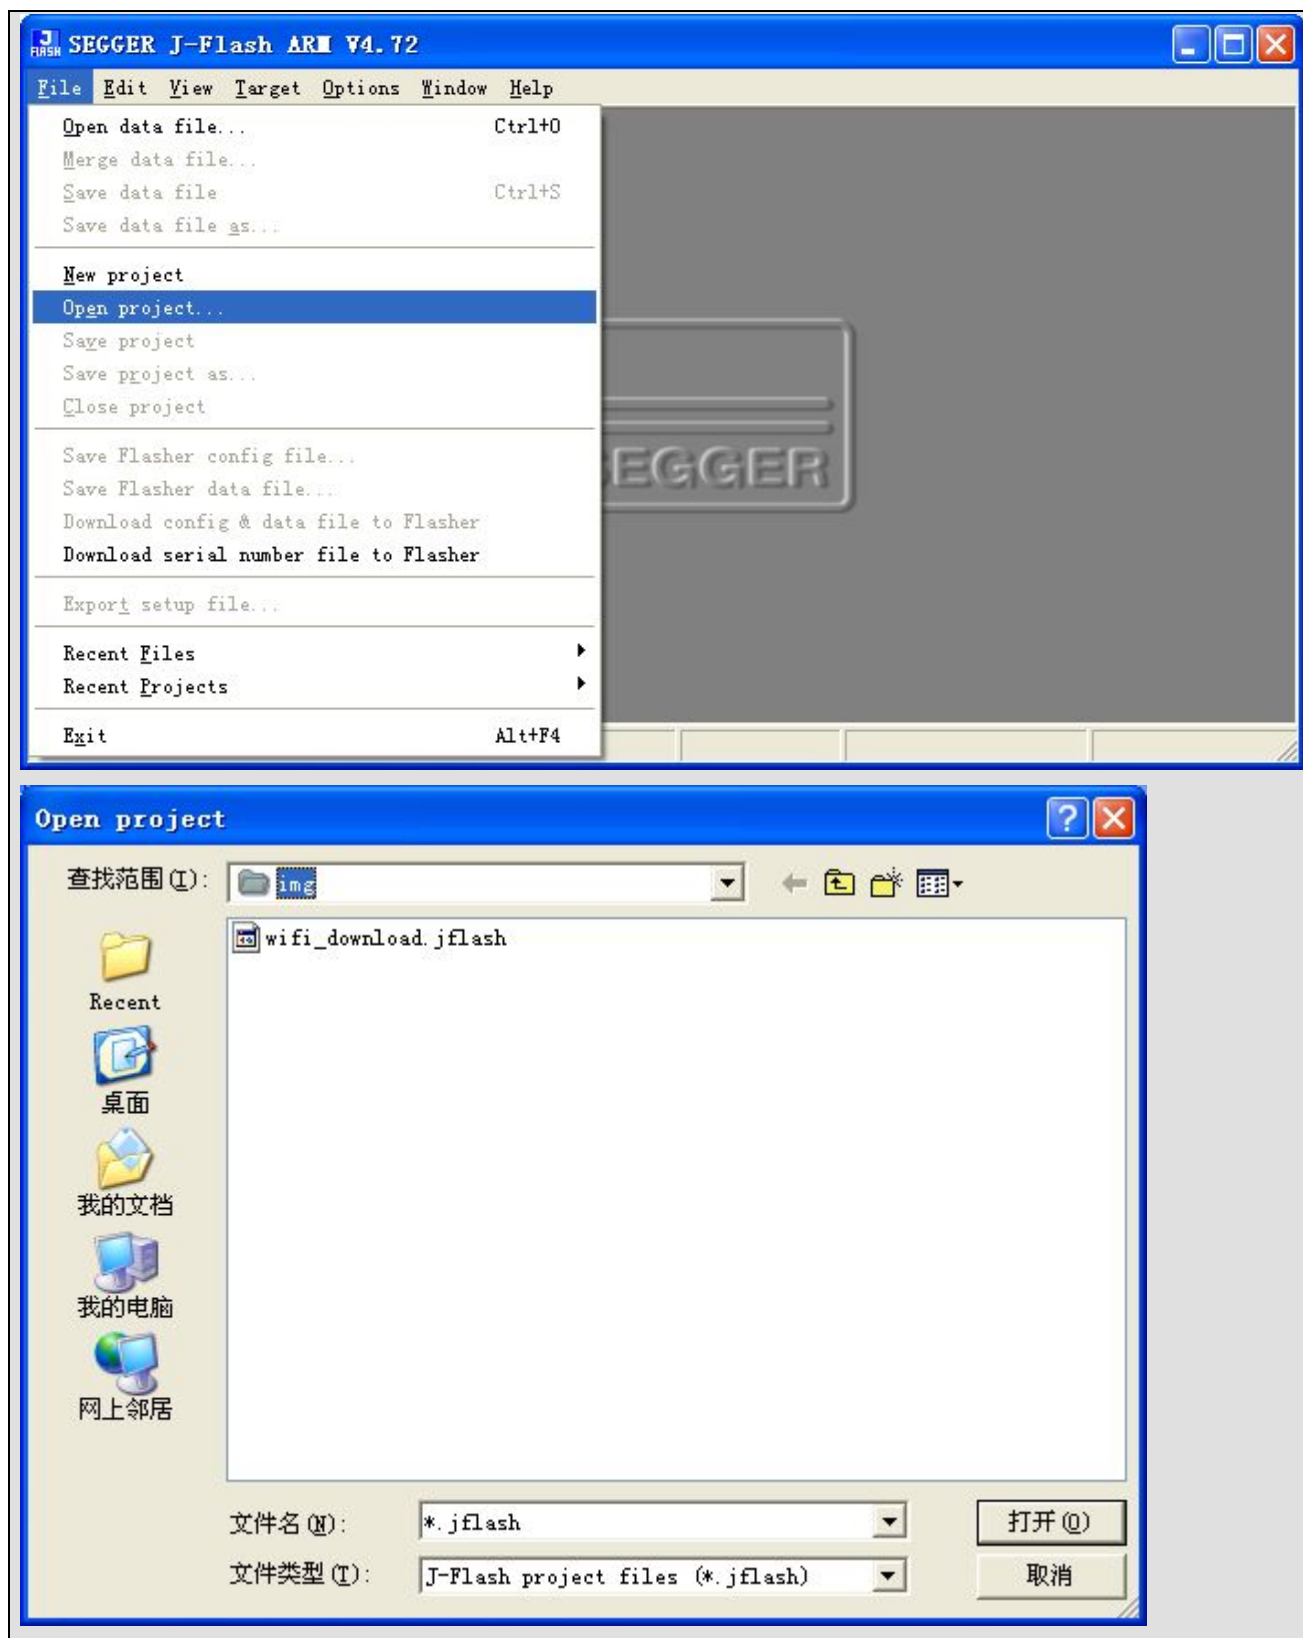 J
FLASH
SEGGER J-Flash ARM V4.72
File Edit View Target Options Window Help
Open data file... Ctrl+O
Merge data file...
Save data file Ctrl+S
Save data file as...
New project
Open project...
Save project
Save project as...
Close project
Save Flasher config file...
Save Flasher data file...
Download config & data file to Flasher
Download serial number file to Flasher
Export setup file...
Recent Files
Recent Projects
Exit Alt+F4
EGGER
Open project
查找范围(I): img
wifi_download.jflash
Recent
桌面
我的文档
我的电脑
网上邻居
文件名(N): *.jflash 打开(O)
文件类型(T): J-Flash project files (*.jflash) 取消